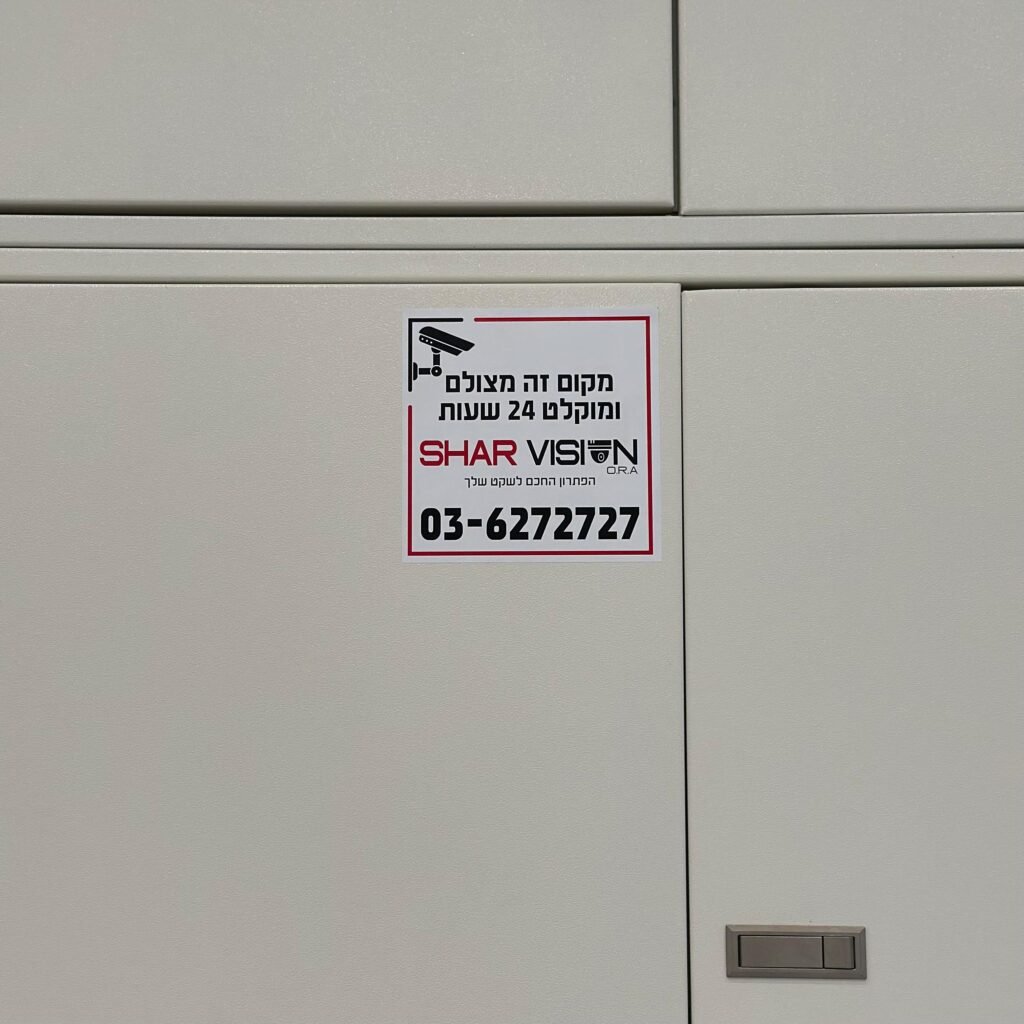 מקום זה מצולם
ומוקלט 24 שעות
SHAR VISION
O.R.A
הפתרון החכם לשקט שלך
03-6272727